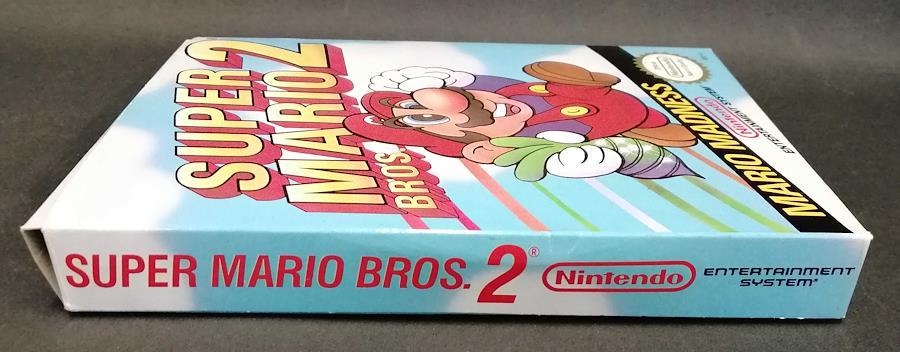 SUPER
MARIO 2
BROS.
MARIO MADNESS
Nintendo
ENTERTAINMENT SYSTEM
SUPER MARIO BROS. 2®
Nintendo®
ENTERTAINMENT
SYSTEM®